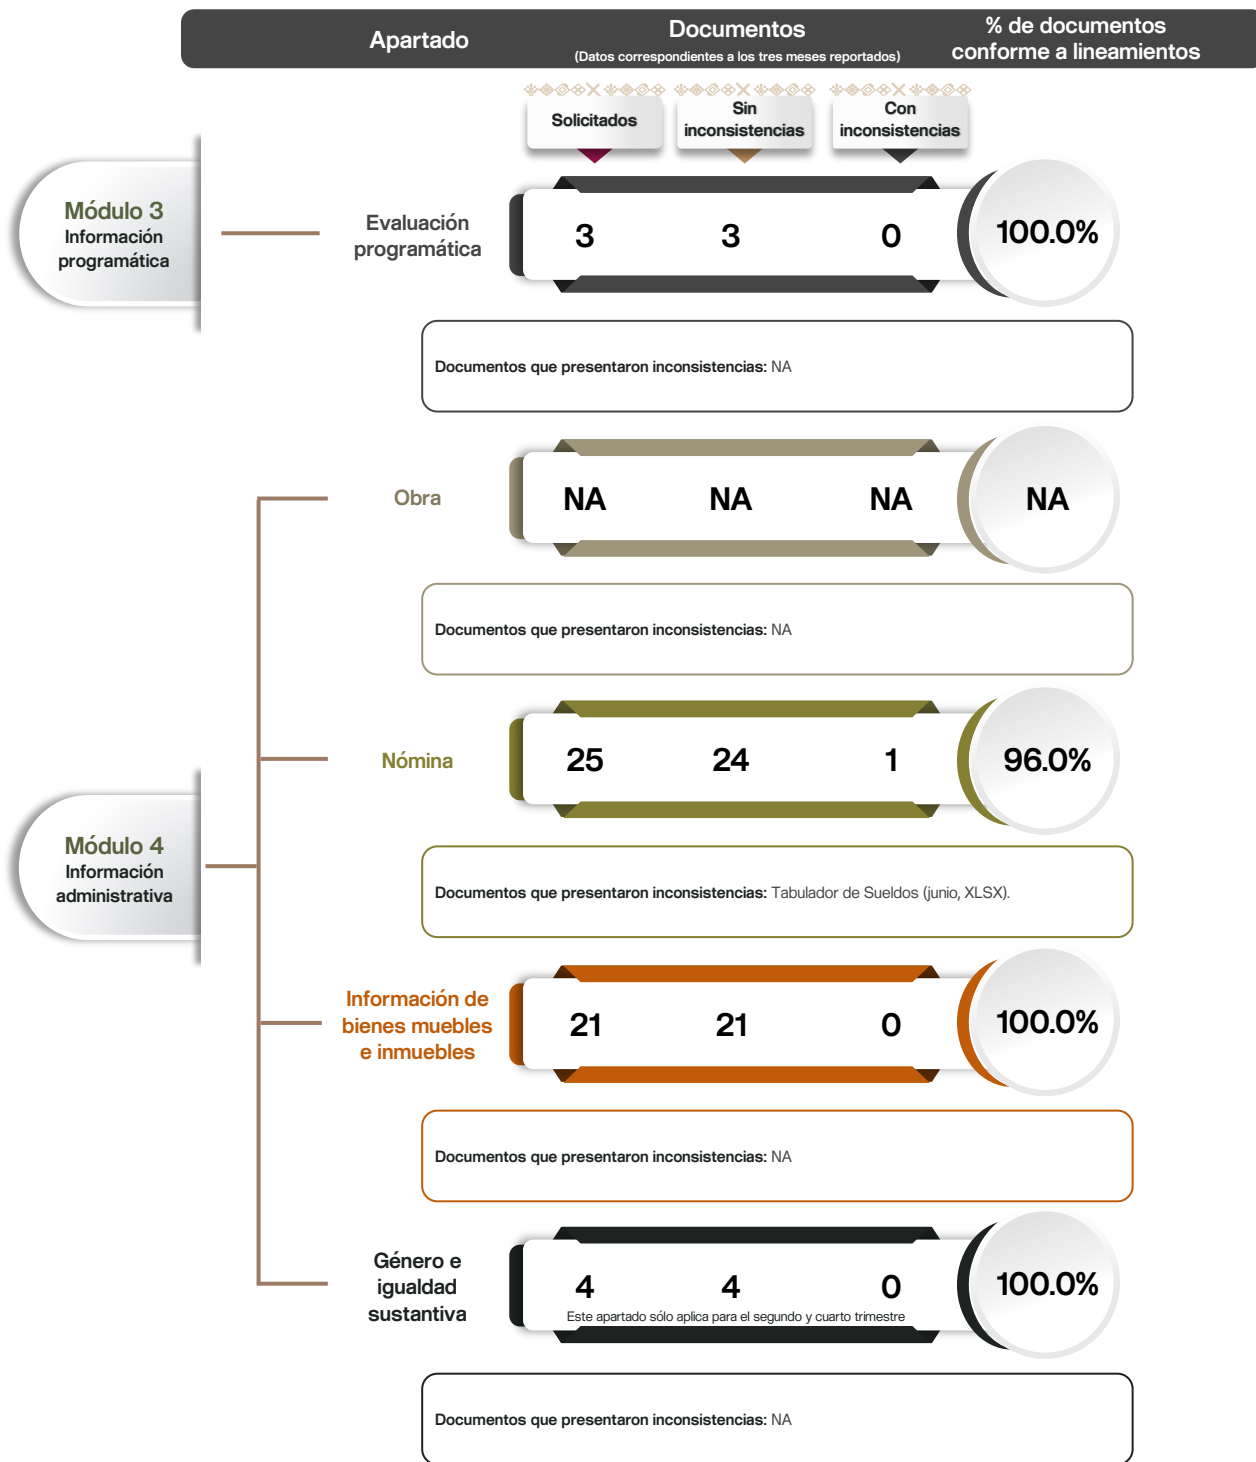 Apartado
Documentos
(Datos correspondientes a los tres meses reportados)
% de documentos
conforme a lineamientos
Solicitados
Sin
inconsistencias
Con
inconsistencias
Módulo 3
Información
programática
Evaluación
programática
3 3 0 100.0%
Documentos que presentaron inconsistencias: NA
Obra
NA NA NA NA
Documentos que presentaron inconsistencias: NA
Módulo 4
Información
administrativa
Nómina
25 24 1 96.0%
Documentos que presentaron inconsistencias: Tabulador de Sueldos (junio, XLSX).
Información de
bienes muebles
e inmuebles
21 21 0 100.0%
Documentos que presentaron inconsistencias: NA
Género e
igualdad
sustantiva
4 4 0 100.0%
Este apartado sólo aplica para el segundo y cuarto trimestre
Documentos que presentaron inconsistencias: NA